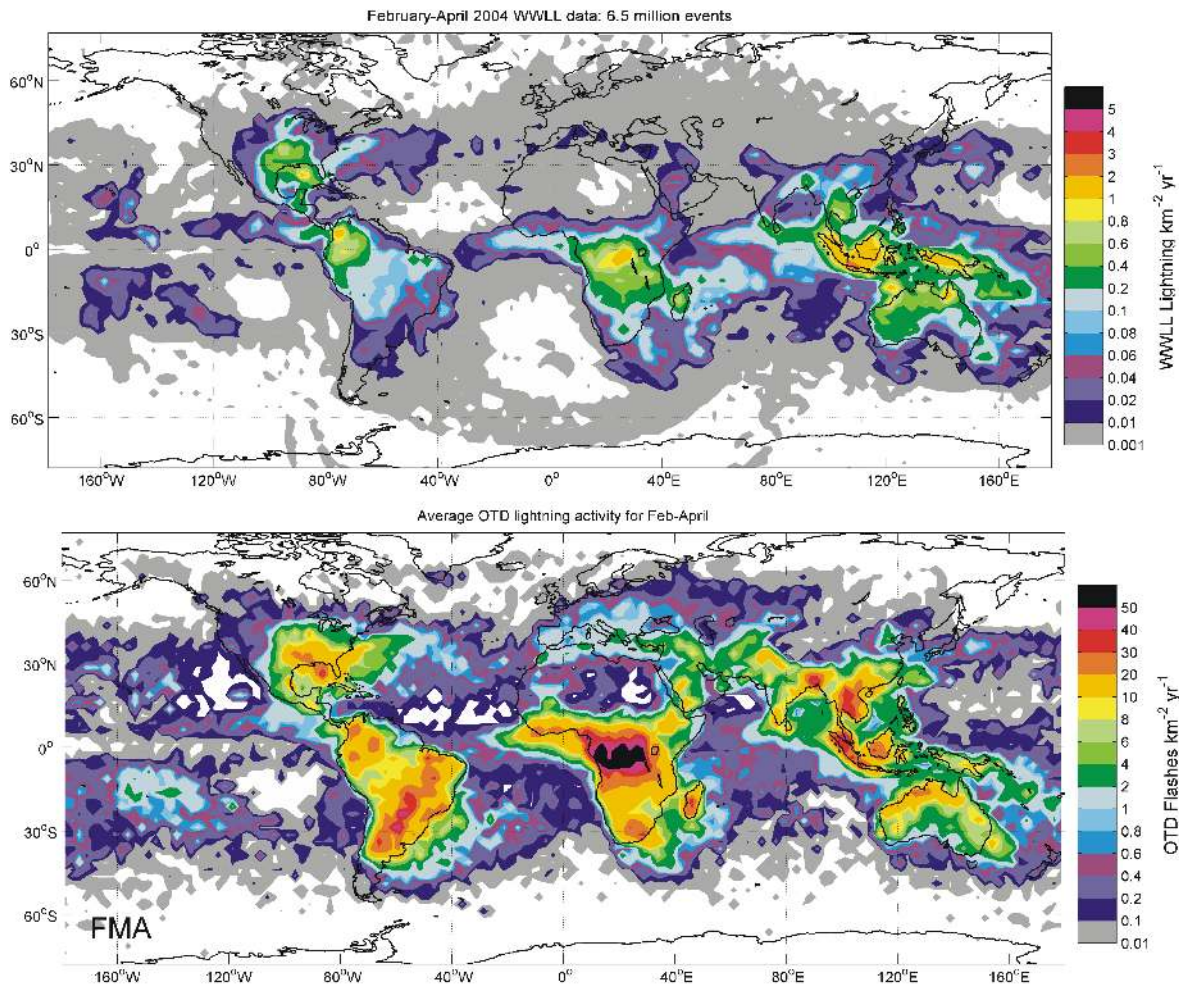 February-April 2004 WWLL data: 6.5 million events
60°N
30°N
0°
30°S
60°S
160°W
120°W
80°W
40°W
0°
40°E
80°E
120°E
160°E
5
4
3
2
1
0.8
0.6
0.4
0.2
0.1
0.08
0.06
0.04
0.02
0.01
0.001
WWLL Lightning km⁻² yr⁻¹
Average OTD lightning activity for Feb-April
60°N
30°N
0°
30°S
60°S
FMA
160°W
120°W
80°W
40°W
0°
40°E
80°E
120°E
160°E
50
40
30
20
10
8
6
4
2
1
0.8
0.6
0.4
0.2
0.1
0.01
OTD Flashes km⁻² yr⁻¹